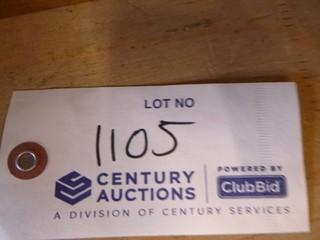 LOT NO
1105
CENTURY AUCTIONS
POWERED BY
ClubBid
A DIVISION OF CENTURY SERVICES